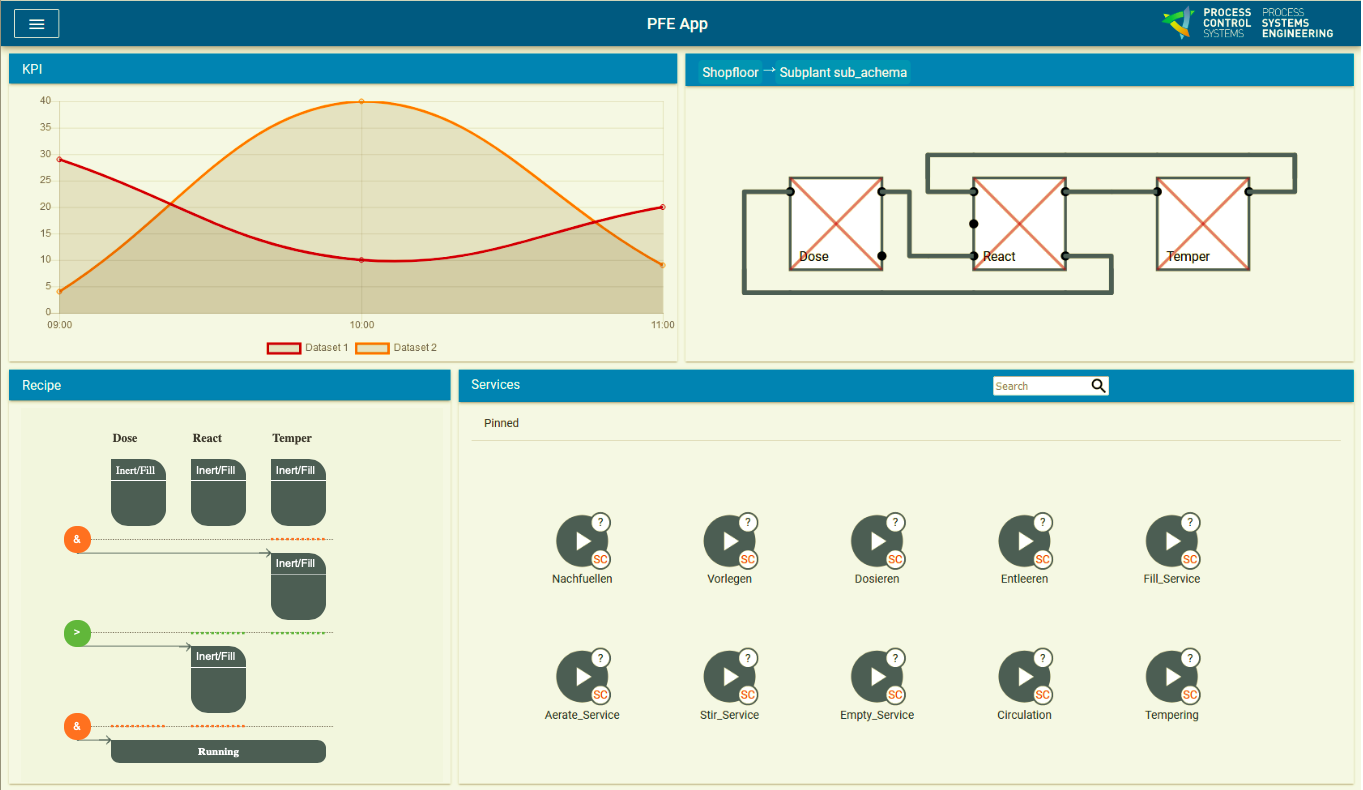 PFE App
PROCESS CONTROL SYSTEMS
PROCESS SYSTEMS ENGINEERING
KPI
40
35
30
25
20
15
10
5
0
09:00 10:00 11:00
Dataset 1 Dataset 2
Shopfloor → Subplant sub_achema
Dose React Temper
Recipe
Dose React Temper
Inert/Fill Inert/Fill Inert/Fill
&
Inert/Fill
>
Inert/Fill
&
Running
Services
Search
Pinned
? ? ? ? ?
SC SC SC SC SC
Nachfuellen Vorlegen Dosieren Entleeren Fill_Service
? ? ? ? ?
SC SC SC SC SC
Aerate_Service Stir_Service Empty_Service Circulation Tempering